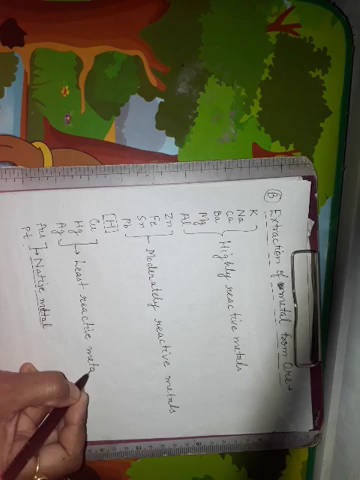 (B) Extraction of metal from Ores
K
Na
Ca
Ba
Mg
Al
} Highly reactive metals
Zn
Fe
Sn
Pb
} Moderately reactive metals
[H]
Cu
Hg
Ag
} → Least reactive meta
Au
Pt
} → Native metal